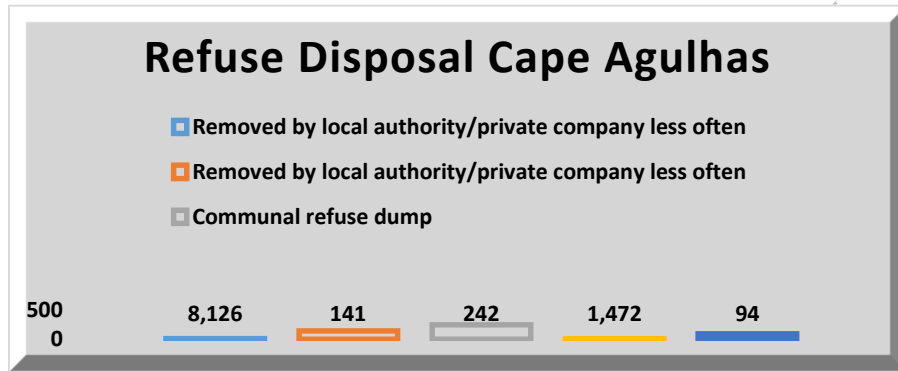 Refuse Disposal Cape Agulhas
Removed by local authority/private company less often
Removed by local authority/private company less often
Communal refuse dump
500
8,126 141 242 1,472 94
0